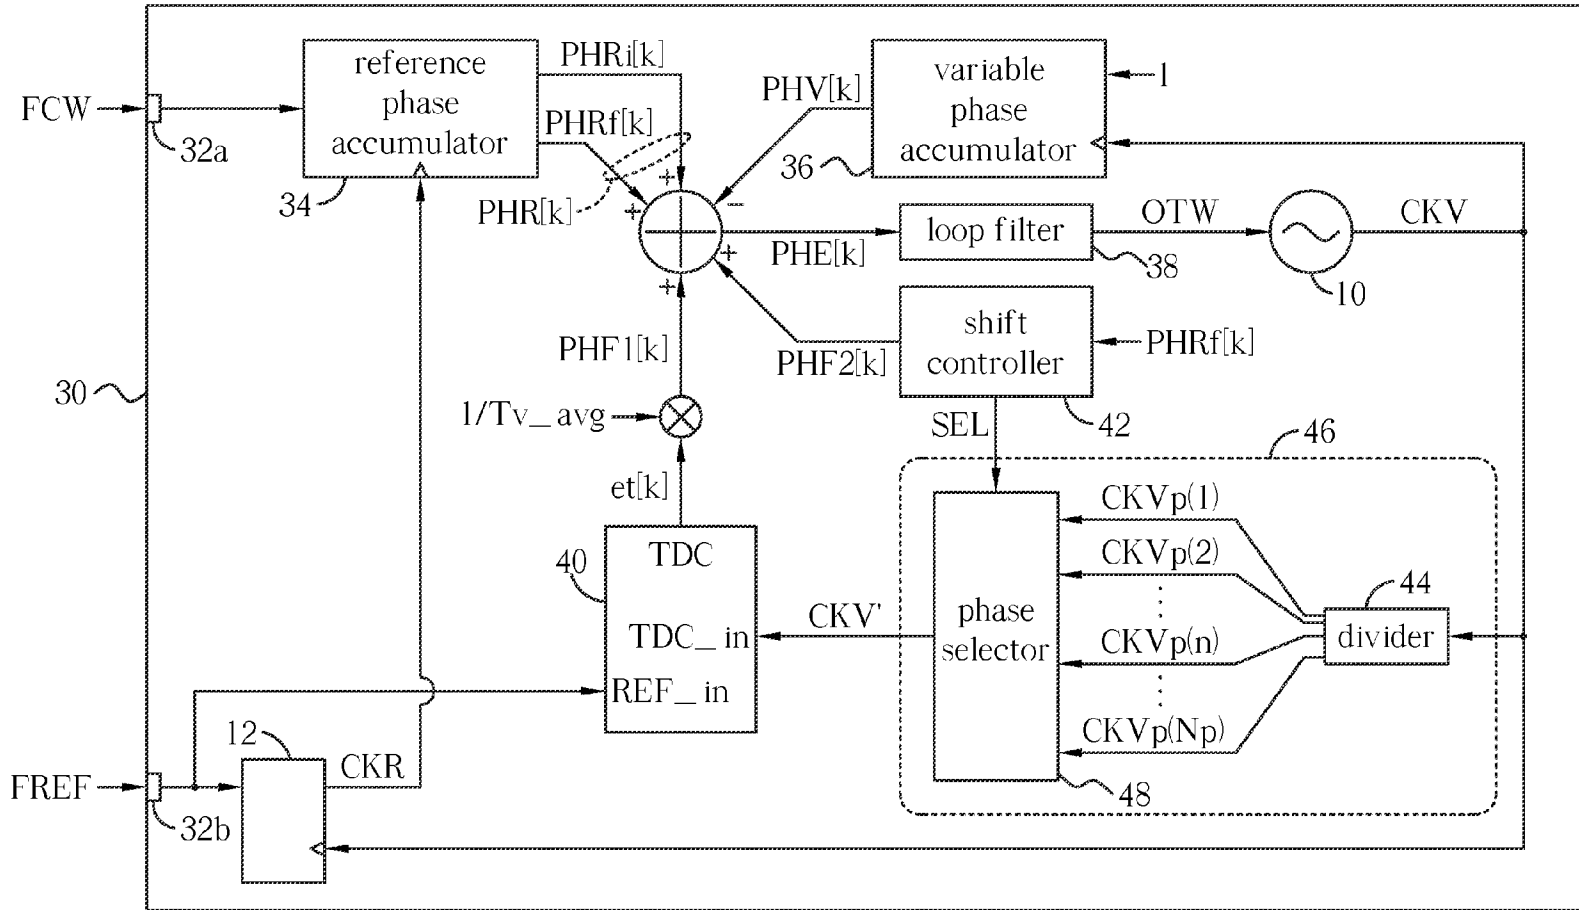 FCW
32a
reference
phase
accumulator
34
PHRi[k]
PHRf[k]
PHR[k]
PHV[k]
variable
phase
accumulator
36
1
+
+
−
+
+
PHE[k]
loop filter
38
OTW
10
CKV
PHF1[k]
PHF2[k]
shift
controller
42
PHRf[k]
30
1/Tv_avg
SEL
46
et[k]
40
TDC
TDC_in
REF_in
CKV'
phase
selector
48
CKVp(1)
CKVp(2)
CKVp(n)
CKVp(Np)
44
divider
12
CKR
FREF
32b